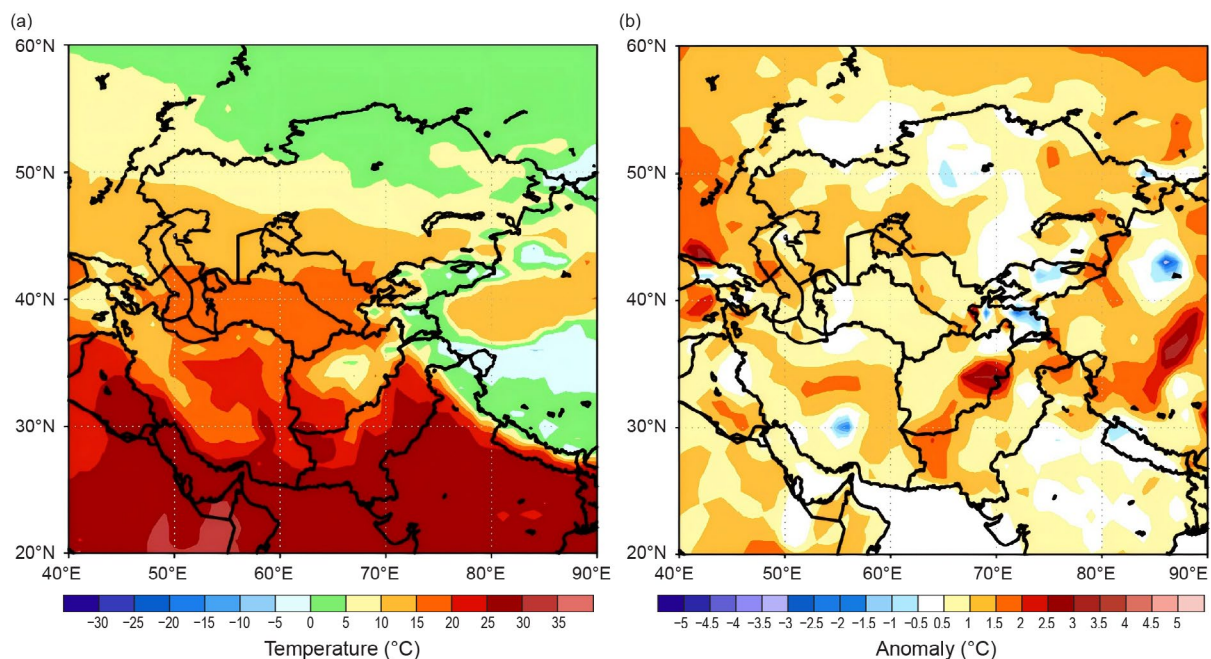 (a)
(b)
60°N
50°N
40°N
30°N
20°N
40°E 50°E 60°E 70°E 80°E 90°E
−30 −25 −20 −15 −10 −5 0 5 10 15 20 25 30 35
Temperature (°C)
60°N
50°N
40°N
30°N
20°N
40°E 50°E 60°E 70°E 80°E 90°E
−5 −4.5 −4 −3.5 −3 −2.5 −2 −1.5 −1 −0.5 0.5 1 1.5 2 2.5 3 3.5 4 4.5 5
Anomaly (°C)